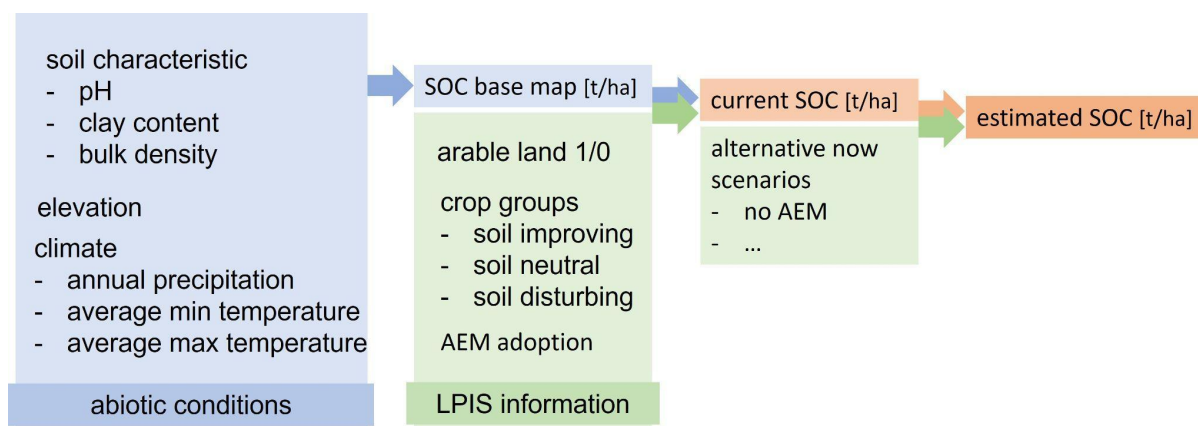 soil characteristic
- pH
- clay content
- bulk density
elevation
climate
- annual precipitation
- average min temperature
- average max temperature
abiotic conditions
SOC base map [t/ha]
arable land 1/0
crop groups
- soil improving
- soil neutral
- soil disturbing
AEM adoption
LPIS information
current SOC [t/ha]
alternative now
scenarios
- no AEM
- ...
estimated SOC [t/ha]